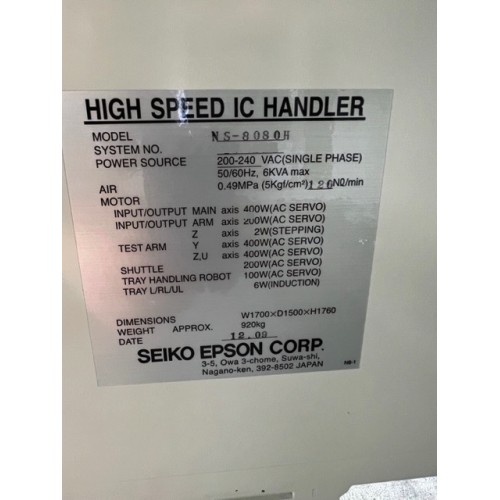 HIGH SPEED IC HANDLER
MODEL NS-8080H
SYSTEM NO.
POWER SOURCE 200-240 VAC(SINGLE PHASE)
50/60Hz, 6KVA max
AIR 0.49MPa (5Kgf/cm²) 120 Nℓ/min
MOTOR
INPUT/OUTPUT MAIN axis 400W(AC SERVO)
INPUT/OUTPUT ARM axis 200W(AC SERVO)
Z axis 2W(STEPPING)
TEST ARM Y axis 400W(AC SERVO)
Z,U axis 400W(AC SERVO)
SHUTTLE 200W(AC SERVO)
TRAY HANDLING ROBOT 100W(AC SERVO)
TRAY L/RL/UL 6W(INDUCTION)
DIMENSIONS W1700×D1500×H1760
WEIGHT APPROX. 920kg
DATE 12.00
SEIKO EPSON CORP.
3-5, Owa 3-chome, Suwa-shi,
Nagano-ken, 392-8502 JAPAN